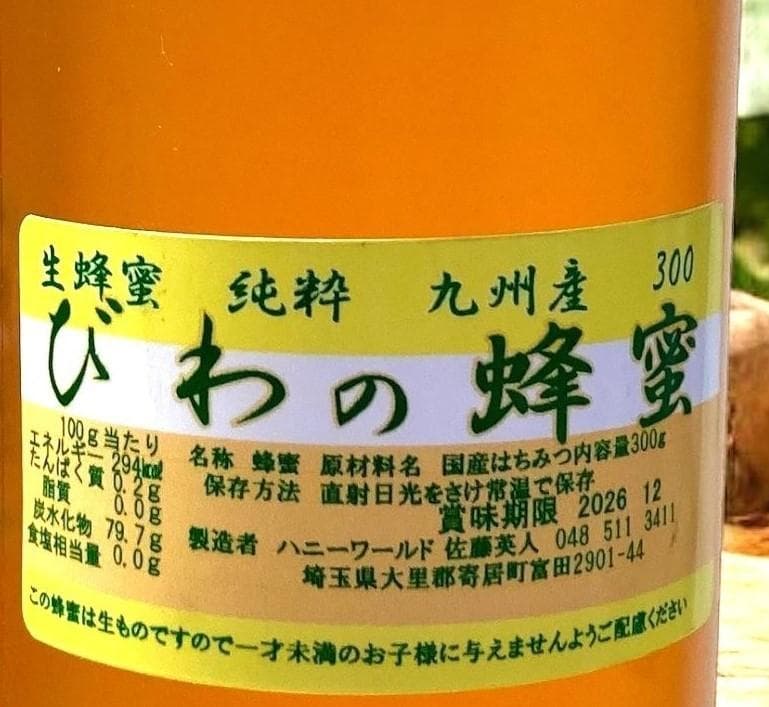 生蜂蜜 純粋 九州産 300
びわの蜂蜜
100g当たり
エネルギー 294kcal
たんぱく質 0.2g
脂質 0.0g
炭水化物 79.7g
食塩相当量 0.0g
名称 蜂蜜 原材料名 国産はちみつ内容量300g
保存方法 直射日光をさけ常温で保存
賞味期限 2026 12
製造者 ハニーワールド 佐藤英人 048 511 3411
埼玉県大里郡寄居町富田2901-44
この蜂蜜は生ものですので一才未満のお子様に与えませんようご配慮ください